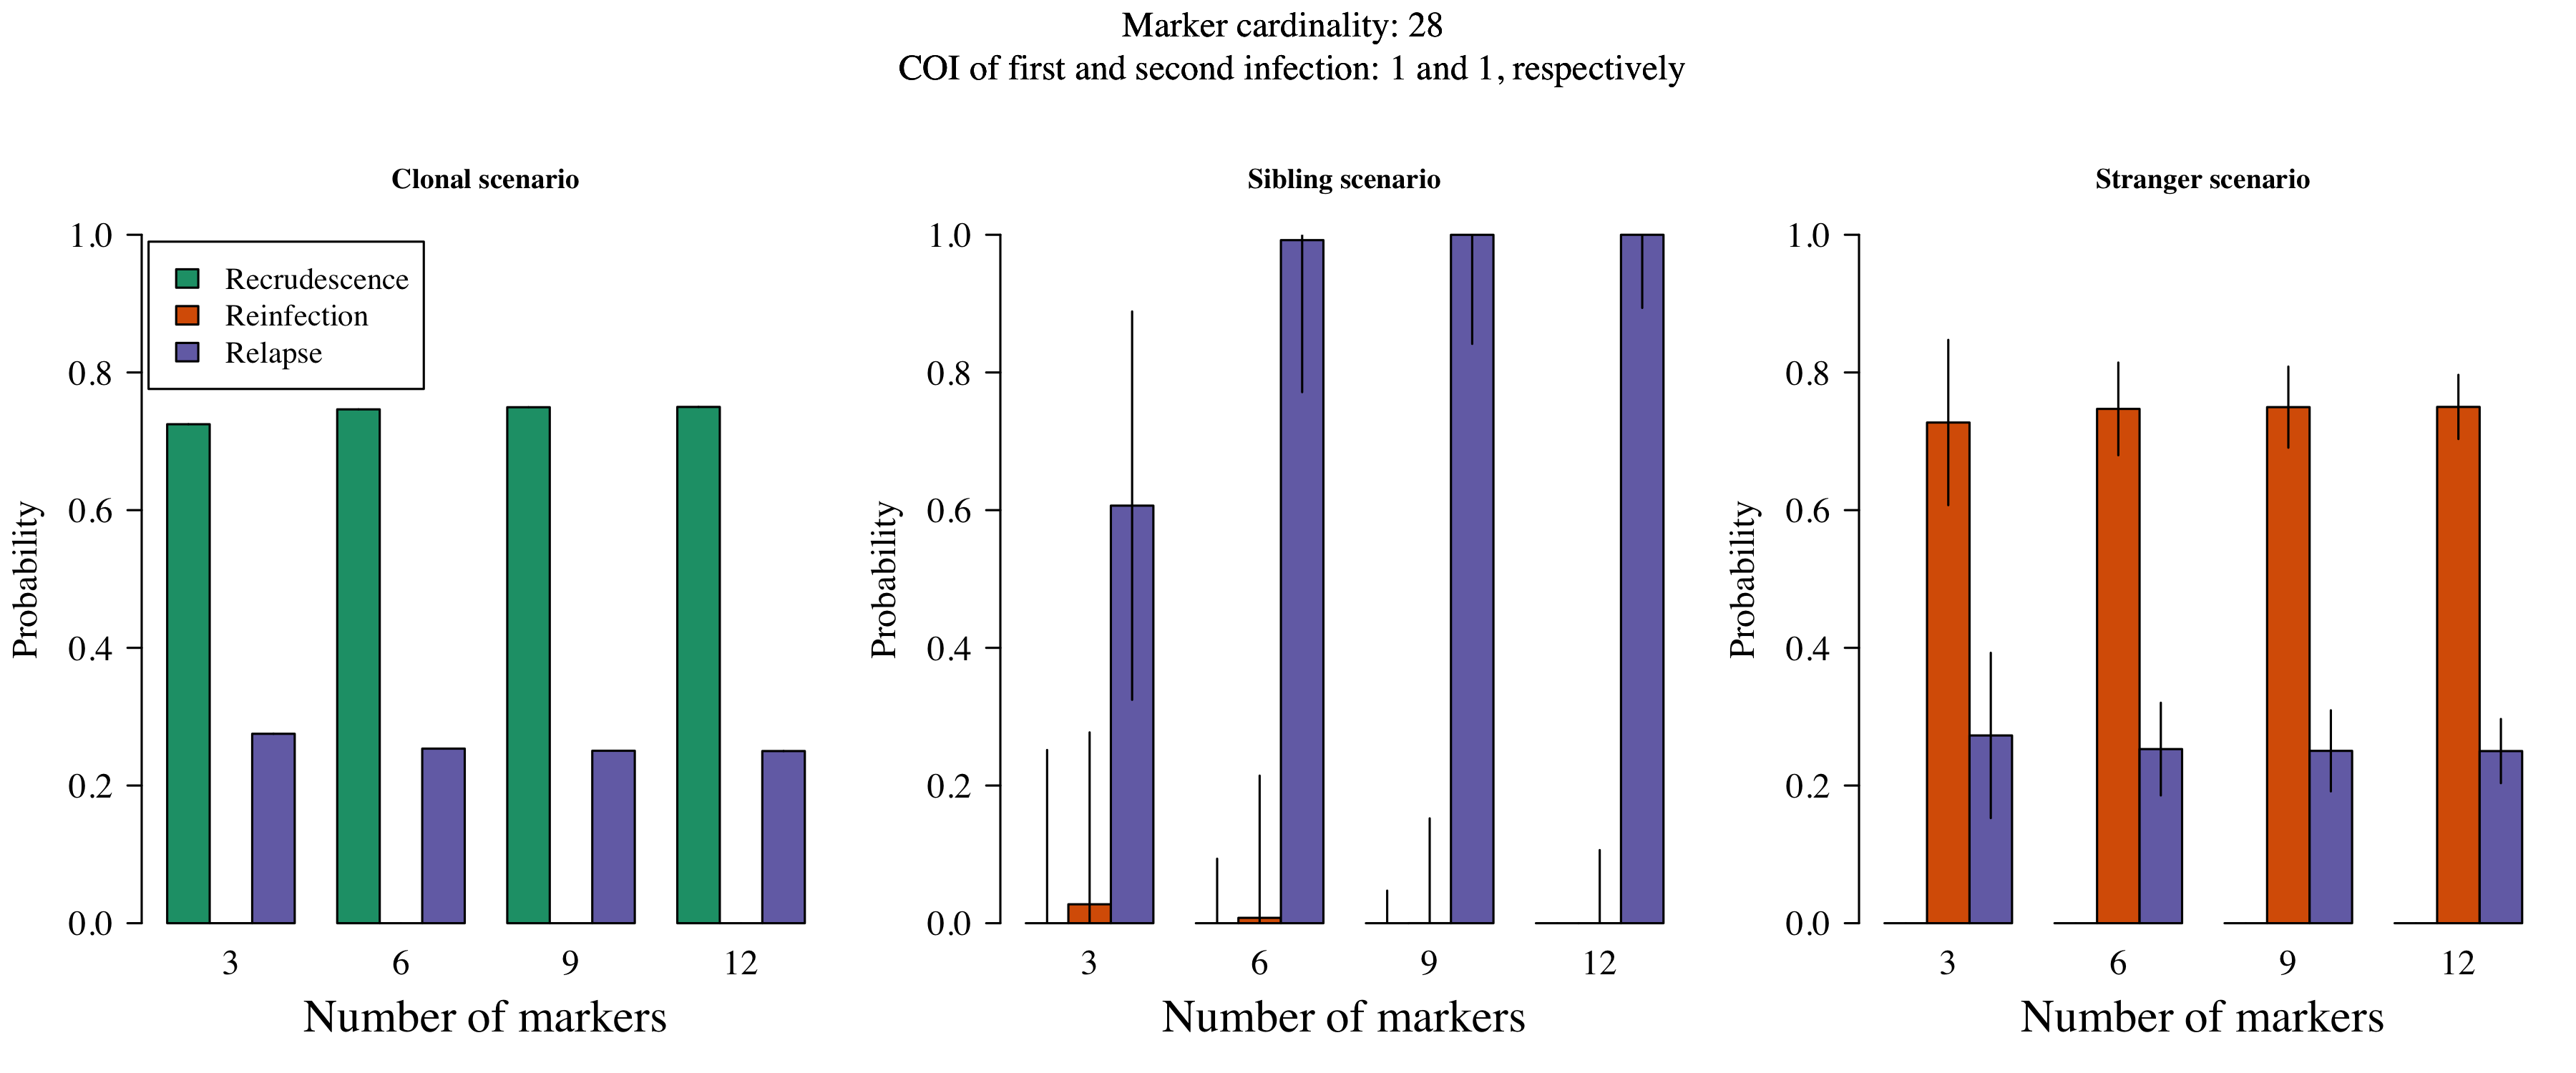 Marker cardinality: 28
COI of first and second infection: 1 and 1, respectively
Clonal scenario
1.0
0.8
0.6
0.4
0.2
0.0
Probability
Recrudescence
Reinfection
Relapse
3 6 9 12
Number of markers
Sibling scenario
1.0
0.8
0.6
0.4
0.2
0.0
Probability
3 6 9 12
Number of markers
Stranger scenario
1.0
0.8
0.6
0.4
0.2
0.0
Probability
3 6 9 12
Number of markers